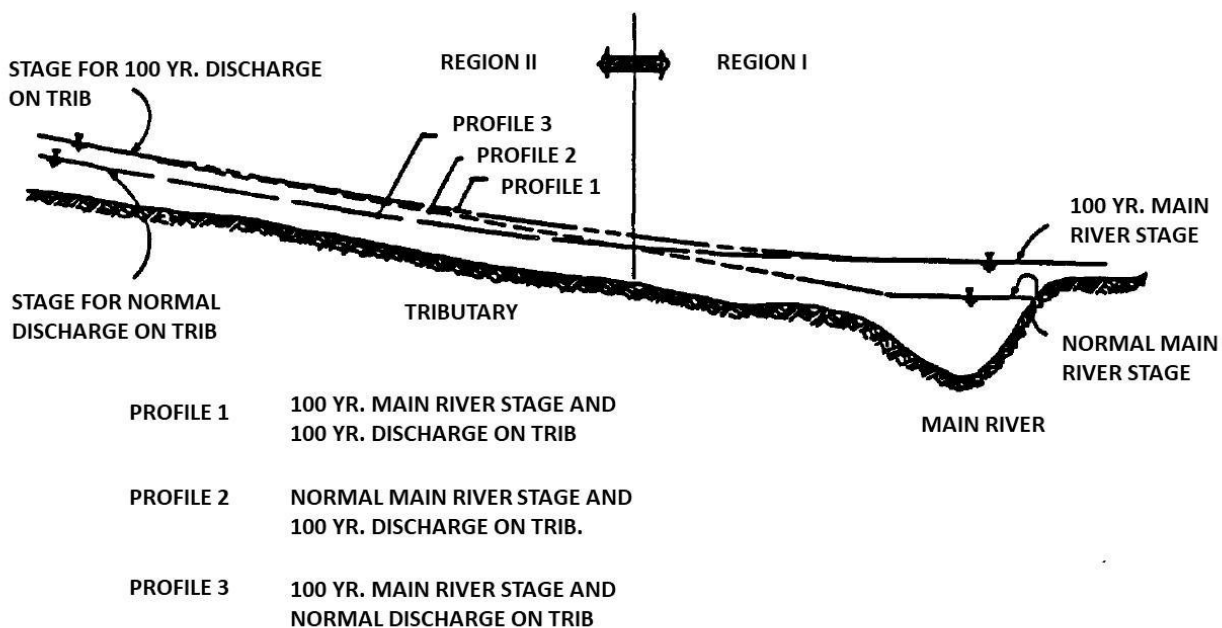 REGION II
REGION I
STAGE FOR 100 YR. DISCHARGE
ON TRIB
PROFILE 3
PROFILE 2
PROFILE 1
100 YR. MAIN
RIVER STAGE
STAGE FOR NORMAL
DISCHARGE ON TRIB
TRIBUTARY
NORMAL MAIN
RIVER STAGE
MAIN RIVER
PROFILE 1
100 YR. MAIN RIVER STAGE AND
100 YR. DISCHARGE ON TRIB
PROFILE 2
NORMAL MAIN RIVER STAGE AND
100 YR. DISCHARGE ON TRIB.
PROFILE 3
100 YR. MAIN RIVER STAGE AND
NORMAL DISCHARGE ON TRIB